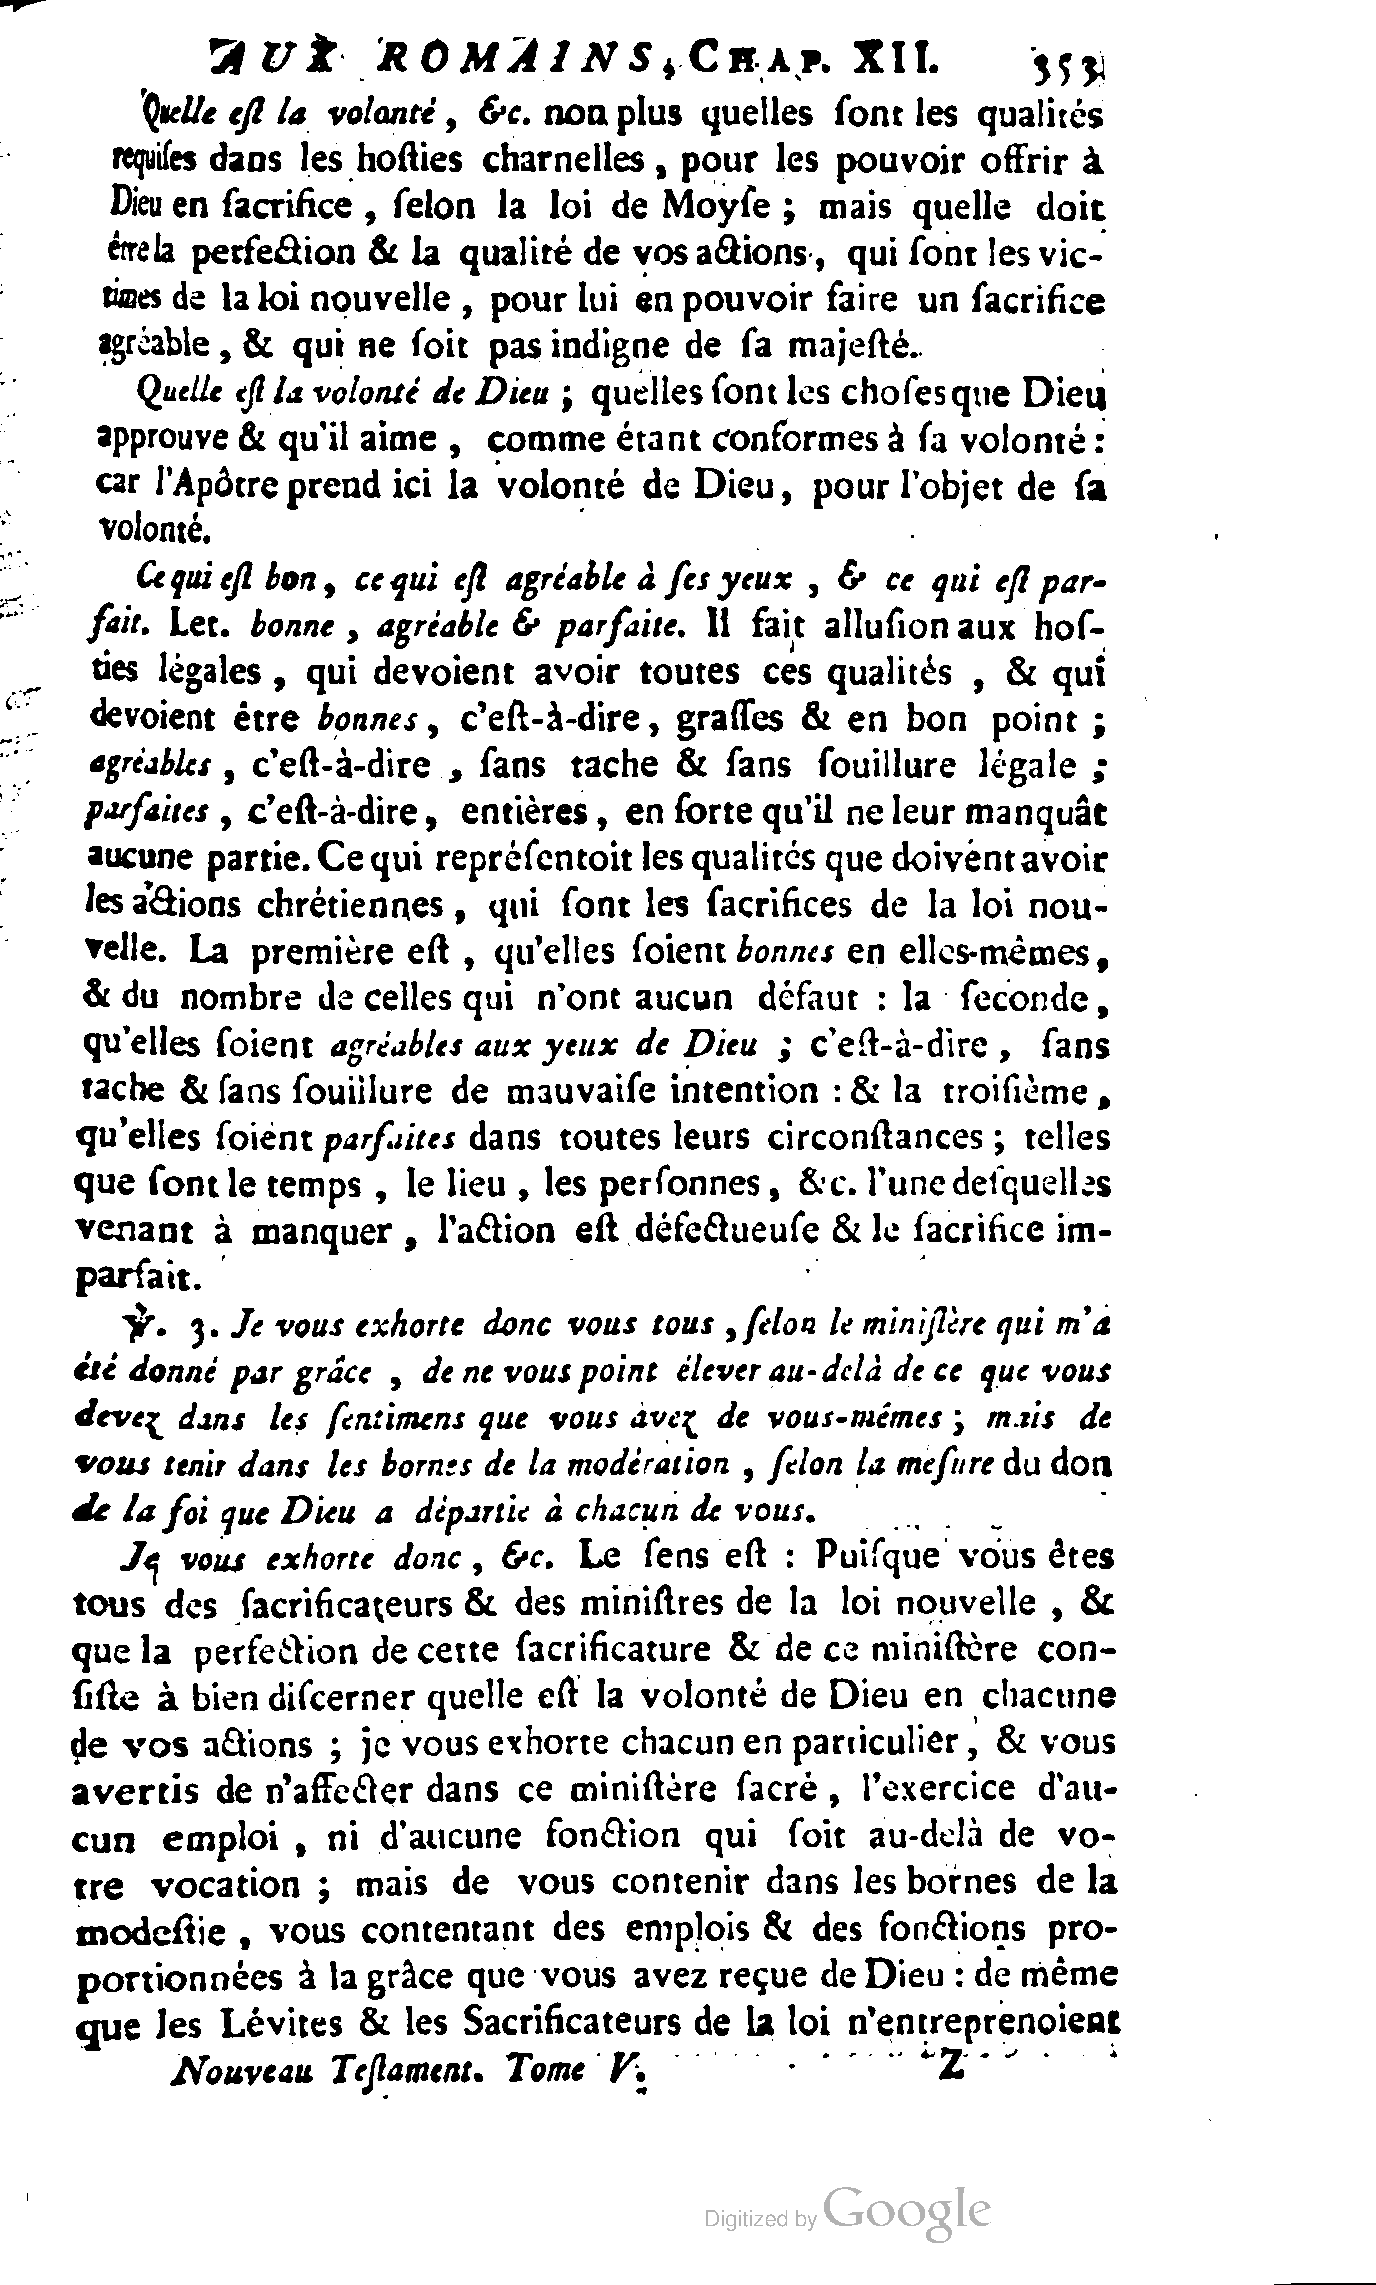 AUX ROMAINS, CHAP. XII. 353
Quelle eſt la volonté, &c. non plus quelles ſont les qualités
requiſes dans les hoſties charnelles, pour les pouvoir offrir à
Dieu en ſacrifice, ſelon la loi de Moyſe; mais quelle doit
être la perfection & la qualité de vos actions, qui ſont les vic-
times de la loi nouvelle, pour lui en pouvoir faire un ſacrifice
agréable, & qui ne ſoit pas indigne de ſa majeſté.
Quelle eſt la volonté de Dieu; quelles ſont les choſes que Dieu
approuve & qu'il aime, comme étant conformes à ſa volonté:
car l'Apôtre prend ici la volonté de Dieu, pour l'objet de ſa
volonté.
Ce qui eſt bon, ce qui eſt agréable à ſes yeux, & ce qui eſt par-
fait. Let. bonne, agréable & parfaite. Il fait alluſion aux hoſ-
ties légales, qui devoient avoir toutes ces qualités, & qui
devoient être bonnes, c'eſt-à-dire, graſſes & en bon point;
agréables, c'eſt-à-dire, ſans tache & ſans ſouillure légale;
parfaites, c'eſt-à-dire, entières, en ſorte qu'il ne leur manquât
aucune partie. Ce qui repréſentoit les qualités que doivent avoir
les actions chrétiennes, qui ſont les ſacrifices de la loi nou-
velle. La première eſt, qu'elles ſoient bonnes en elles-mêmes,
& du nombre de celles qui n'ont aucun défaut : la ſeconde,
qu'elles ſoient agréables aux yeux de Dieu; c'eſt-à-dire, ſans
tache & ſans ſouillure de mauvaiſe intention : & la troiſième,
qu'elles ſoient parfaites dans toutes leurs circonſtances; telles
que ſont le temps, le lieu, les perſonnes, &c. l'une deſquelles
venant à manquer, l'action eſt défectueuſe & le ſacrifice im-
parfait.
℣. 3. Je vous exhorte donc vous tous, ſelon le miniſtère qui m'a
été donné par grâce, de ne vous point élever au-delà de ce que vous
devez dans les ſentimens que vous avez de vous-mêmes; mais de
vous tenir dans les bornes de la modération, ſelon la meſure du don
de la foi que Dieu a départie à chacun de vous.
Je vous exhorte donc, &c. Le ſens eſt : Puiſque vous êtes
tous des ſacrificateurs & des miniſtres de la loi nouvelle, &
que la perfection de cette ſacrificature & de ce miniſtère con-
ſiſte à bien diſcerner quelle eſt la volonté de Dieu en chacune
de vos actions; je vous exhorte chacun en particulier, & vous
avertis de n'affecter dans ce miniſtère ſacré, l'exercice d'au-
cun emploi, ni d'aucune fonction qui ſoit au-delà de vo-
tre vocation; mais de vous contenir dans les bornes de la
modeſtie, vous contentant des emplois & des fonctions pro-
portionnées à la grâce que vous avez reçue de Dieu : de même
que les Lévites & les Sacrificateurs de la loi n'entreprenoient
Nouveau Teſtament. Tome V. Z
Digitized by Google